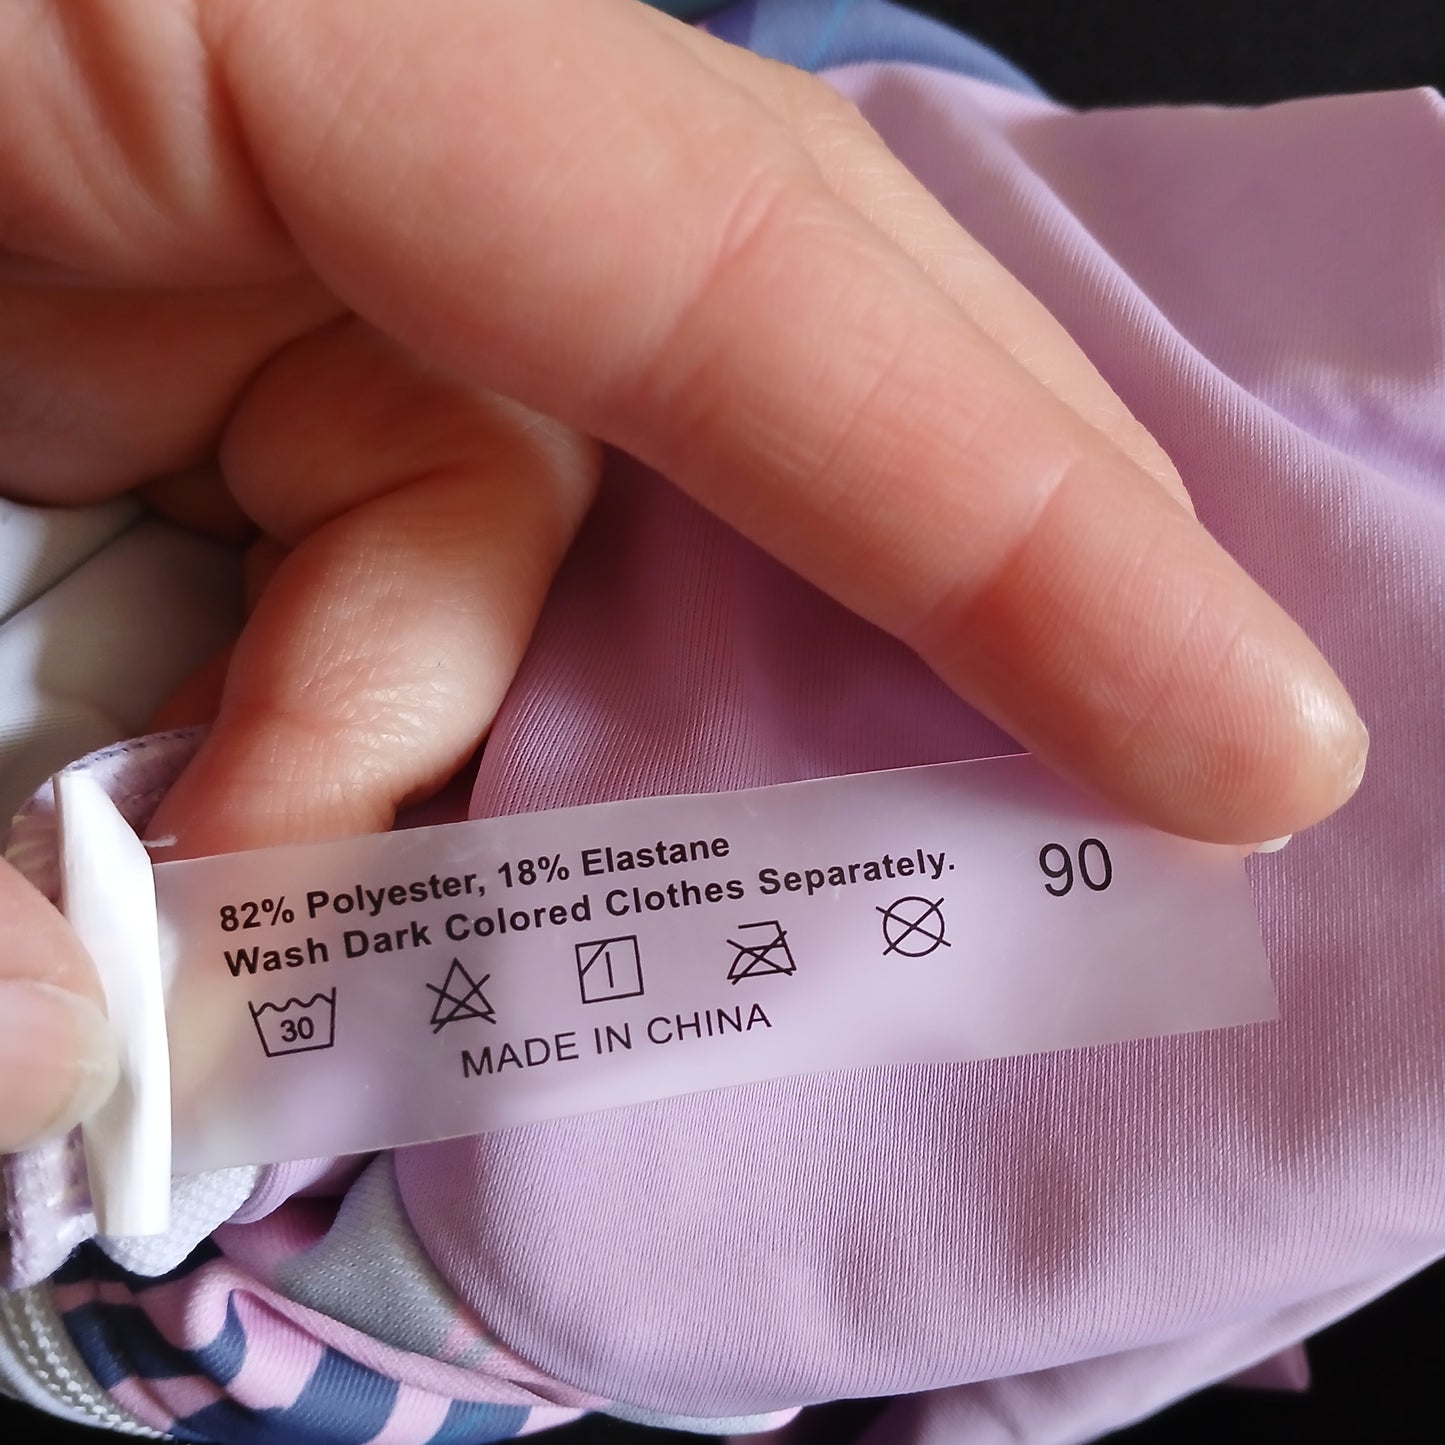 82% Polyester, 18% Elastane
Wash Dark Colored Clothes Separately.
90
30
MADE IN CHINA